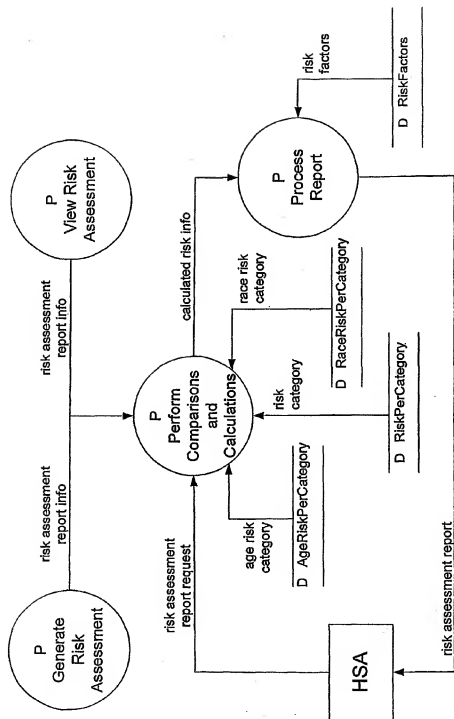 P
Generate
Risk
Assessment
risk assessment
report info
risk assessment
report info
P
View Risk
Assessment
risk assessment
report request
P
Perform
Comparisons
and
Calculations
calculated risk info
age risk
category
D AgeRiskPerCategory
risk
category
D RiskPerCategory
race risk
category
D RaceRiskPerCategory
P
Process
Report
risk
factors
D RiskFactors
HSA
risk assessment report